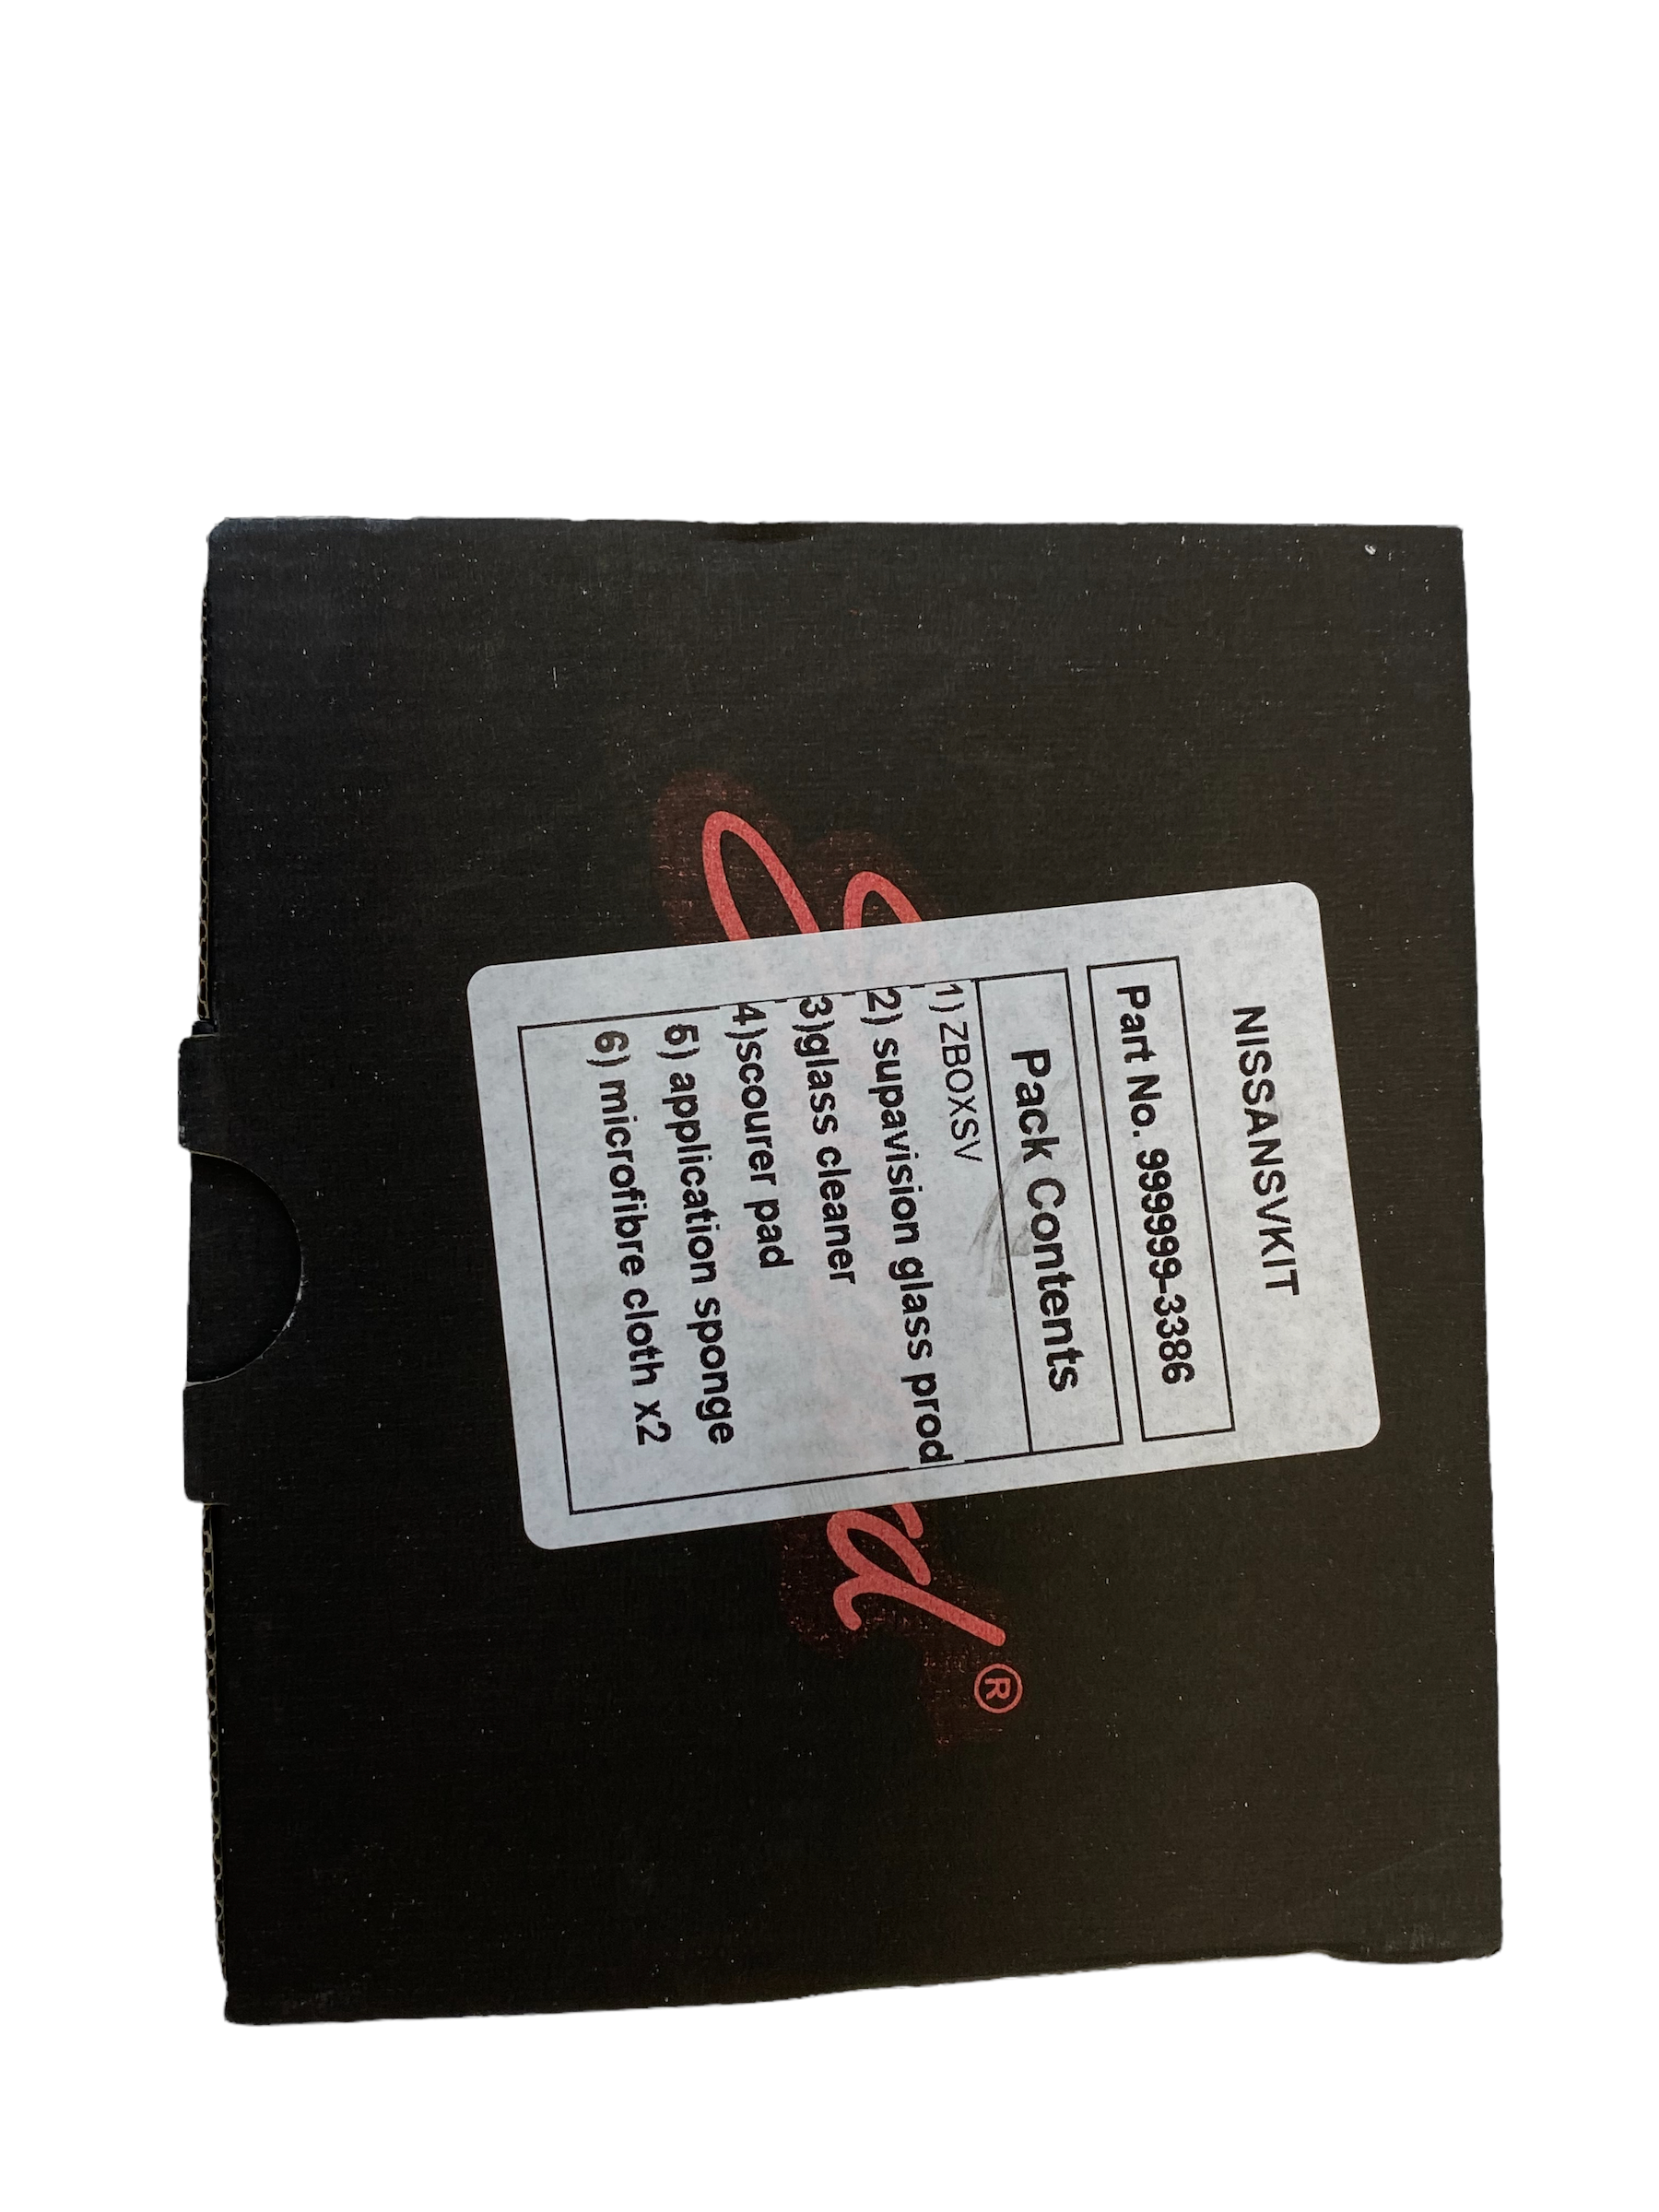 NISSANSVKIT
Part No. 999999-3386
Pack Contents
1) ZBOXSV
2) supavision glass prod
3)glass cleaner
4)scourer pad
5) application sponge
6) microfibre cloth x2
®